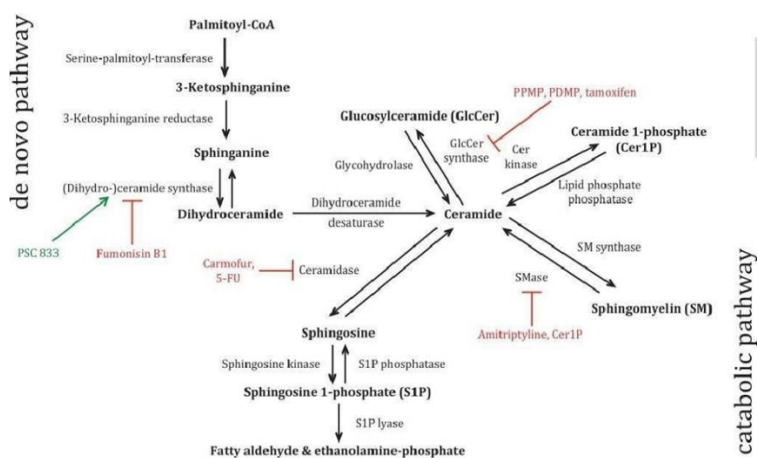 de novo pathway
Palmitoyl-CoA
Serine-palmitoyl-transferase
3-Ketosphinganine
3-Ketosphinganine reductase
Sphinganine
(Dihydro-)ceramide synthase
Dihydroceramide
PSC 833
Fumonisin B1
Dihydroceramide
desaturase
Ceramide
Glucosylceramide (GlcCer)
Glycohydrolase
GlcCer
synthase
PPMP, PDMP, tamoxifen
Cer
kinase
Ceramide 1-phosphate
(Cer1P)
Lipid phosphate
phosphatase
SM synthase
SMase
Sphingomyelin (SM)
Amitriptyline, Cer1P
Carmofur,
5-FU
Ceramidase
Sphingosine
Sphingosine kinase
S1P phosphatase
Sphingosine 1-phosphate (S1P)
S1P lyase
Fatty aldehyde & ethanolamine-phosphate
catabolic pathway